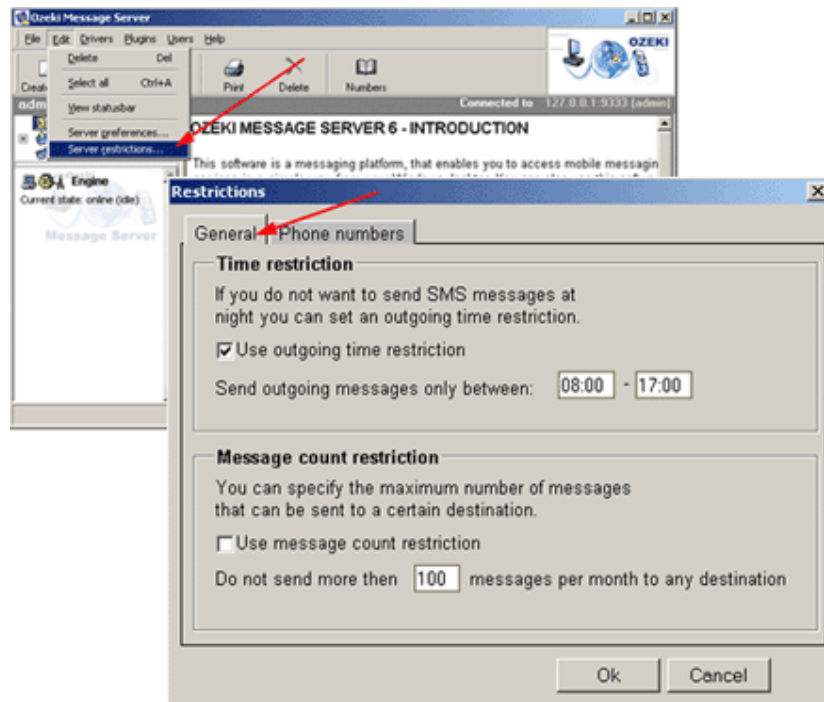 Ozeki Message Server
File Edit Drivers Plugins Users Help
OZEKI
Delete Del
Select all Ctrl+A
View statusbar
Server preferences...
Server restrictions...
Creat
Print Delete Numbers
adm
Connected to 127.0.0.1:9333 (admin)
OZEKI MESSAGE SERVER 6 - INTRODUCTION
This software is a messaging platform, that enables you to access mobile messagin
Engine
Current state: online (idle)
Message Server
Restrictions
General Phone numbers
Time restriction
If you do not want to send SMS messages at
night you can set an outgoing time restriction.
Use outgoing time restriction
Send outgoing messages only between: 08:00 - 17:00
Message count restriction
You can specify the maximum number of messages
that can be sent to a certain destination.
Use message count restriction
Do not send more then 100 messages per month to any destination
Ok Cancel